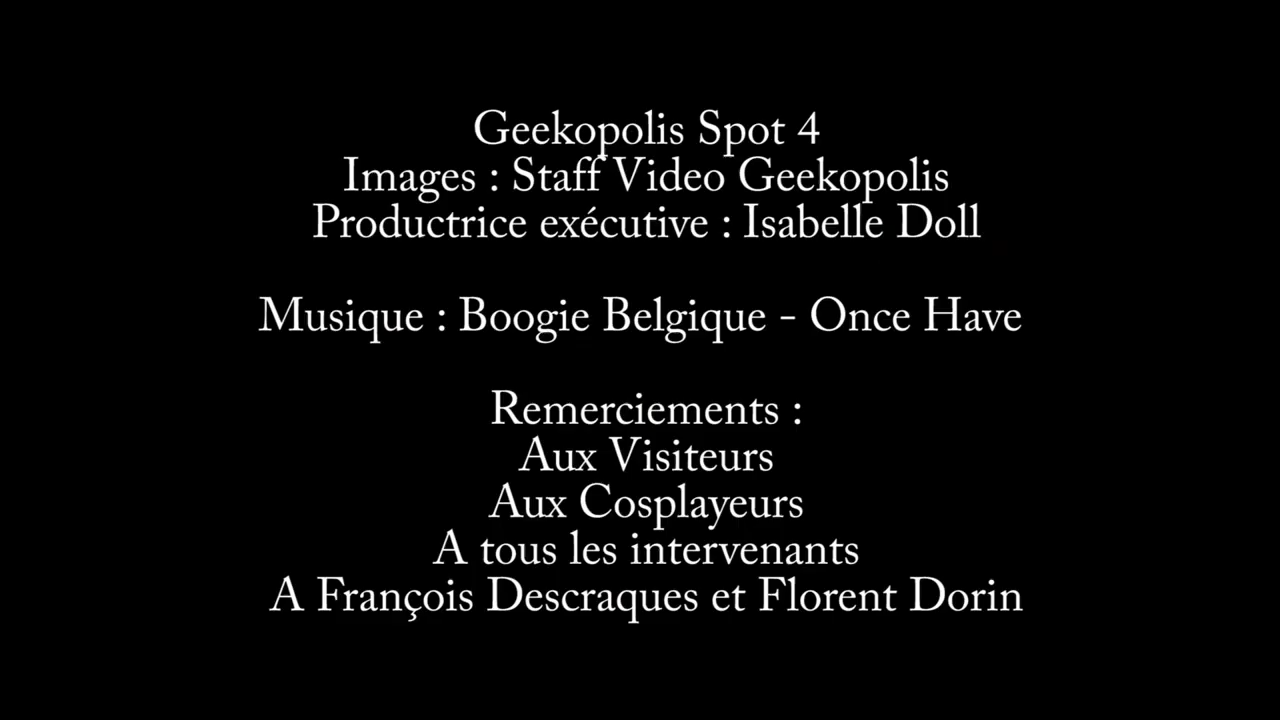 Geekopolis Spot 4
Images : Staff Video Geekopolis
Productrice exécutive : Isabelle Doll
Musique : Boogie Belgique - Once Have
Remerciements :
Aux Visiteurs
Aux Cosplayeurs
A tous les intervenants
A François Descraques et Florent Dorin